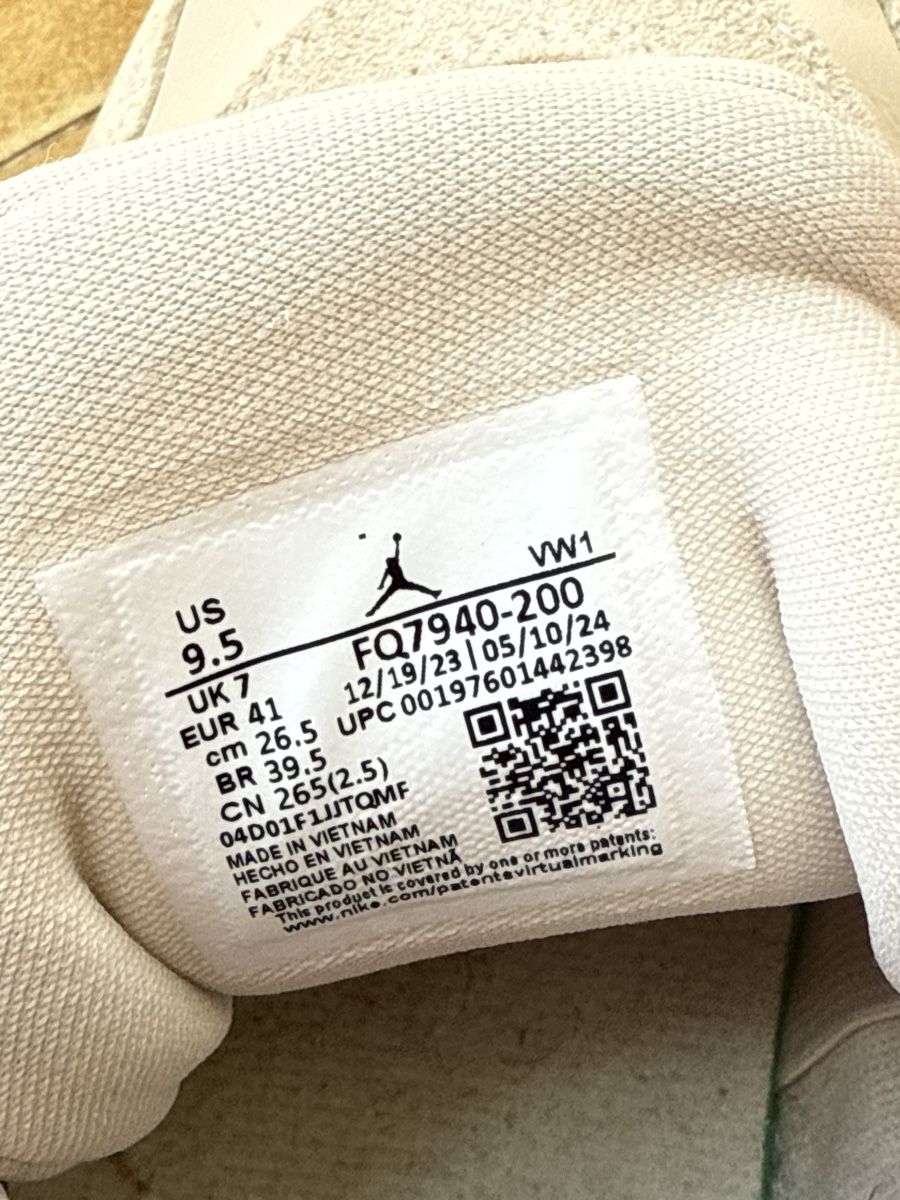 VW1
US
9.5
FQ7940-200
UK 7
12/19/23 | 05/10/24
EUR 41
UPC 00197601442398
cm 26.5
BR 39.5
CN 265(2.5)
04D01F1JJTQMF
MADE IN VIETNAM
HECHO EN VIETNAM
FABRIQUE AU VIETNAM
FABRICADO NO VIETNÃ
This product is covered by one or more patents:
www.nike.com/patentsvirtualmarking